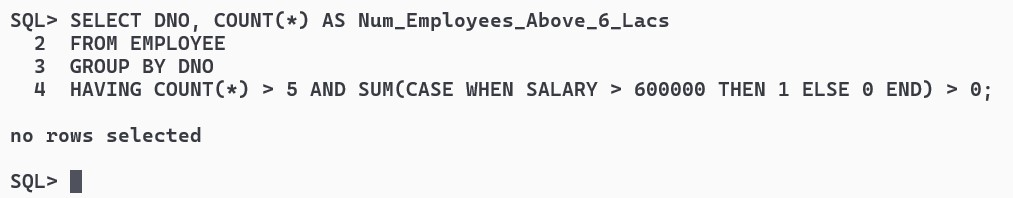 SQL> SELECT DNO, COUNT(*) AS Num_Employees_Above_6_Lacs
  2  FROM EMPLOYEE
  3  GROUP BY DNO
  4  HAVING COUNT(*) > 5 AND SUM(CASE WHEN SALARY > 600000 THEN 1 ELSE 0 END) > 0;
no rows selected
SQL>